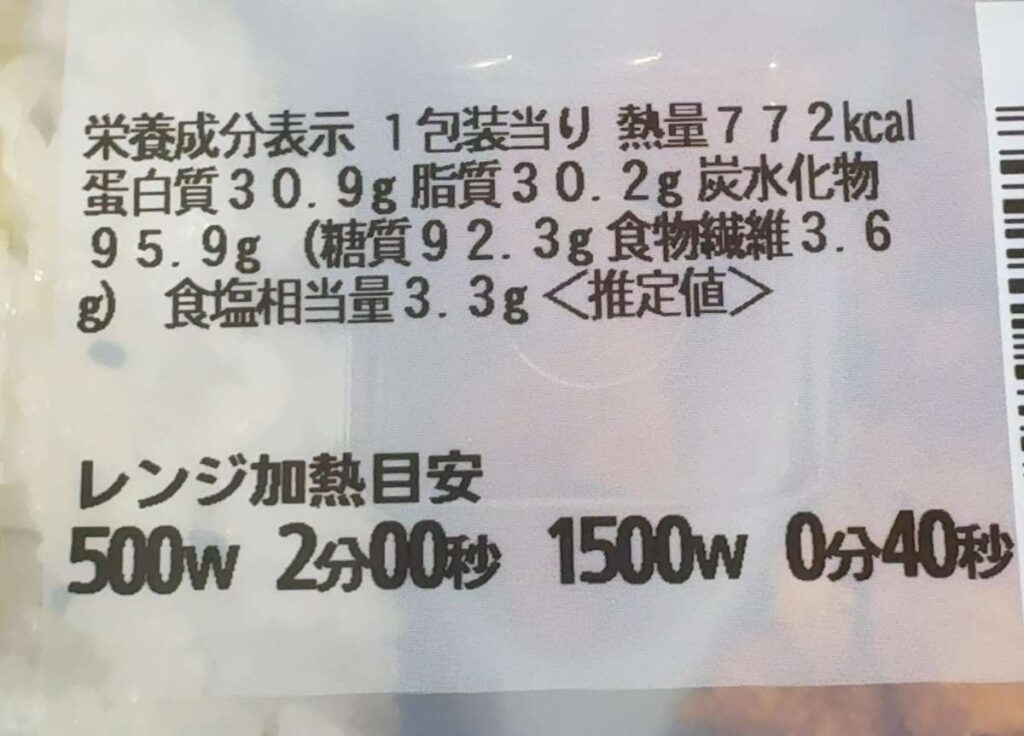 栄養成分表示 1包装当り 熱量772kcal
蛋白質30.9g 脂質30.2g 炭水化物
95.9g (糖質92.3g 食物繊維3.6
g) 食塩相当量3.3g <推定値>
レンジ加熱目安
500W 2分00秒 1500W 0分40秒